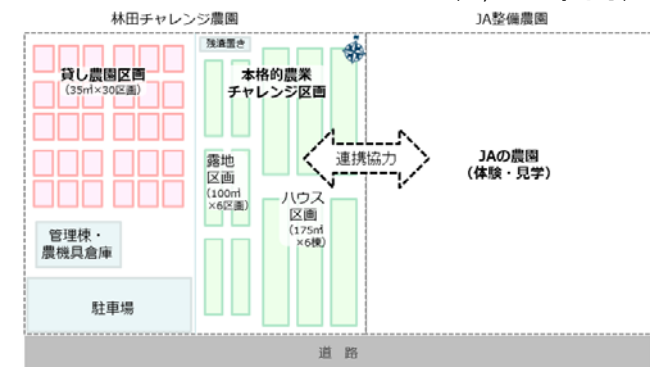 林田チャレンジ農園
JA整備農園
残渣置き
貸し農園区画
(35㎡×30区画)
本格的農業
チャレンジ区画
連携協力
JAの農園
(体験・見学)
露地
区画
(100㎡
×6区画)
ハウス
区画
(175㎡
×6棟)
管理棟・
農機具倉庫
駐車場
道 路